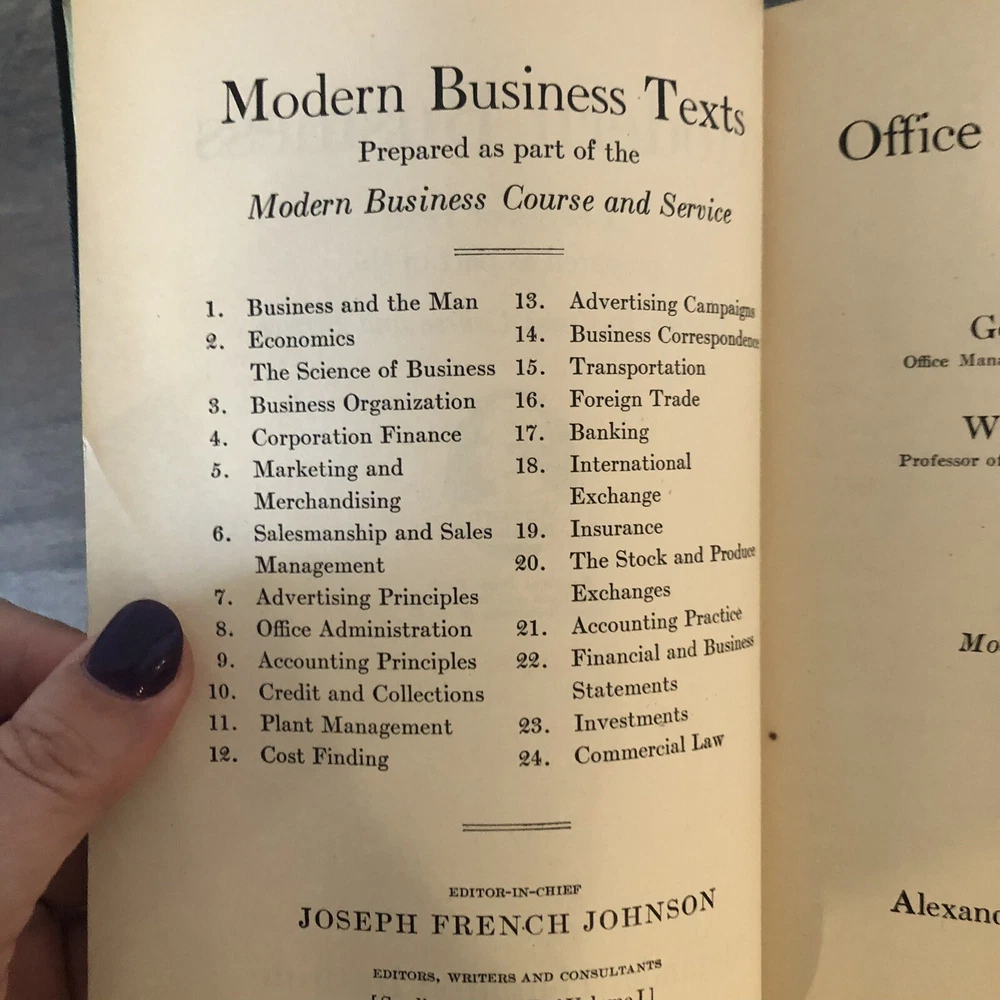 Modern Business Texts
Prepared as part of the
Modern Business Course and Service
1. Business and the Man
2. Economics
The Science of Business
3. Business Organization
4. Corporation Finance
5. Marketing and
Merchandising
6. Salesmanship and Sales
Management
7. Advertising Principles
8. Office Administration
9. Accounting Principles
10. Credit and Collections
11. Plant Management
12. Cost Finding
13. Advertising Campaigns
14. Business Correspondence
15. Transportation
16. Foreign Trade
17. Banking
18. International
Exchange
19. Insurance
20. The Stock and Produce
Exchanges
21. Accounting Practice
22. Financial and Business
Statements
23. Investments
24. Commercial Law
EDITOR-IN-CHIEF
JOSEPH FRENCH JOHNSON
EDITORS, WRITERS AND CONSULTANTS
Office
Office
Professor of